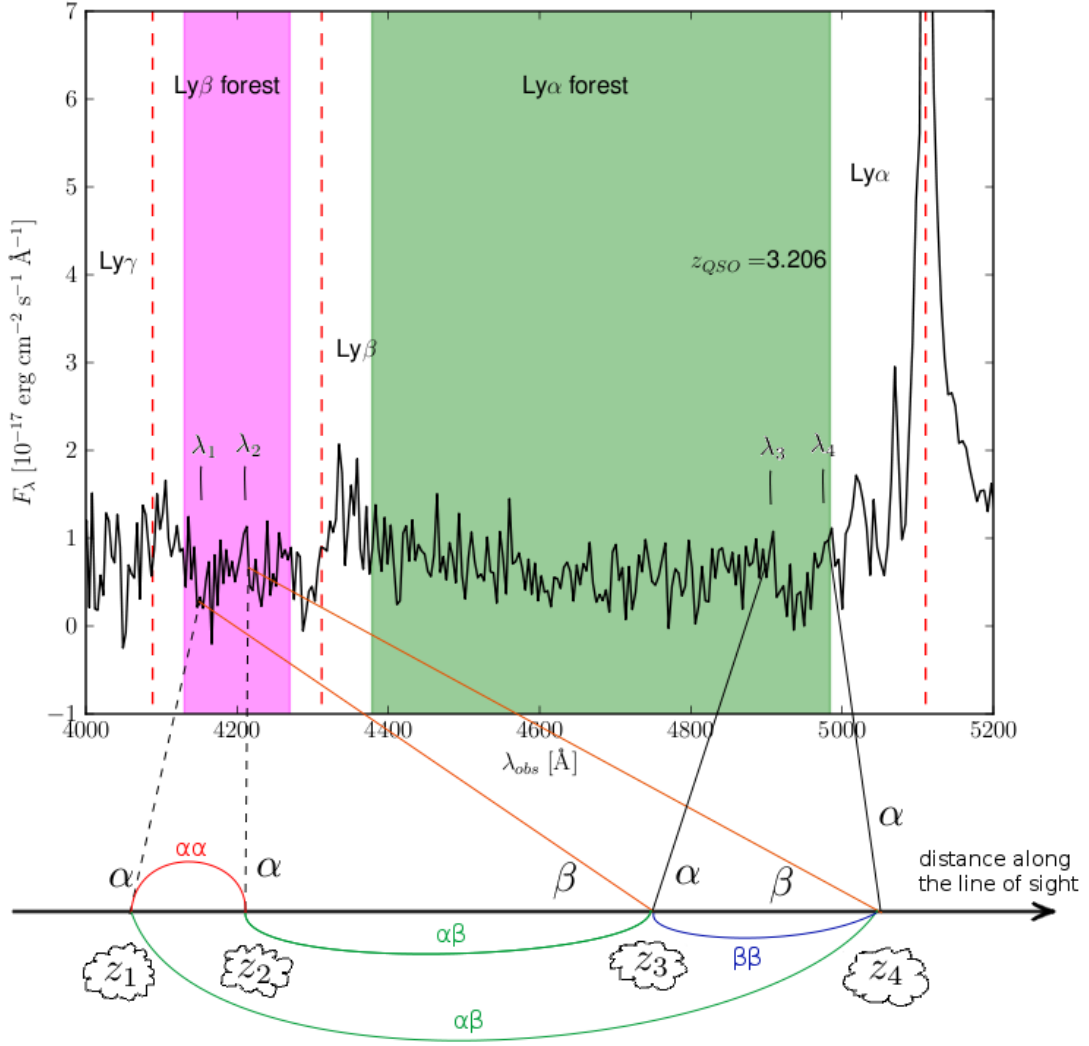 7
6
5
4
3
2
1
0
−1
F_λ [10⁻¹⁷ erg cm⁻² s⁻¹ Å⁻¹]
Lyβ forest
Lyα forest
Lyα
Lyγ
z_QSO =3.206
Lyβ
λ₁
λ₂
λ₃
λ₄
4000
4200
4400
4600
4800
5000
5200
λ_obs [Å]
α
αα
α
β
α
β
α
distance along
the line of sight
αβ
ββ
z₁
z₂
z₃
z₄
αβ